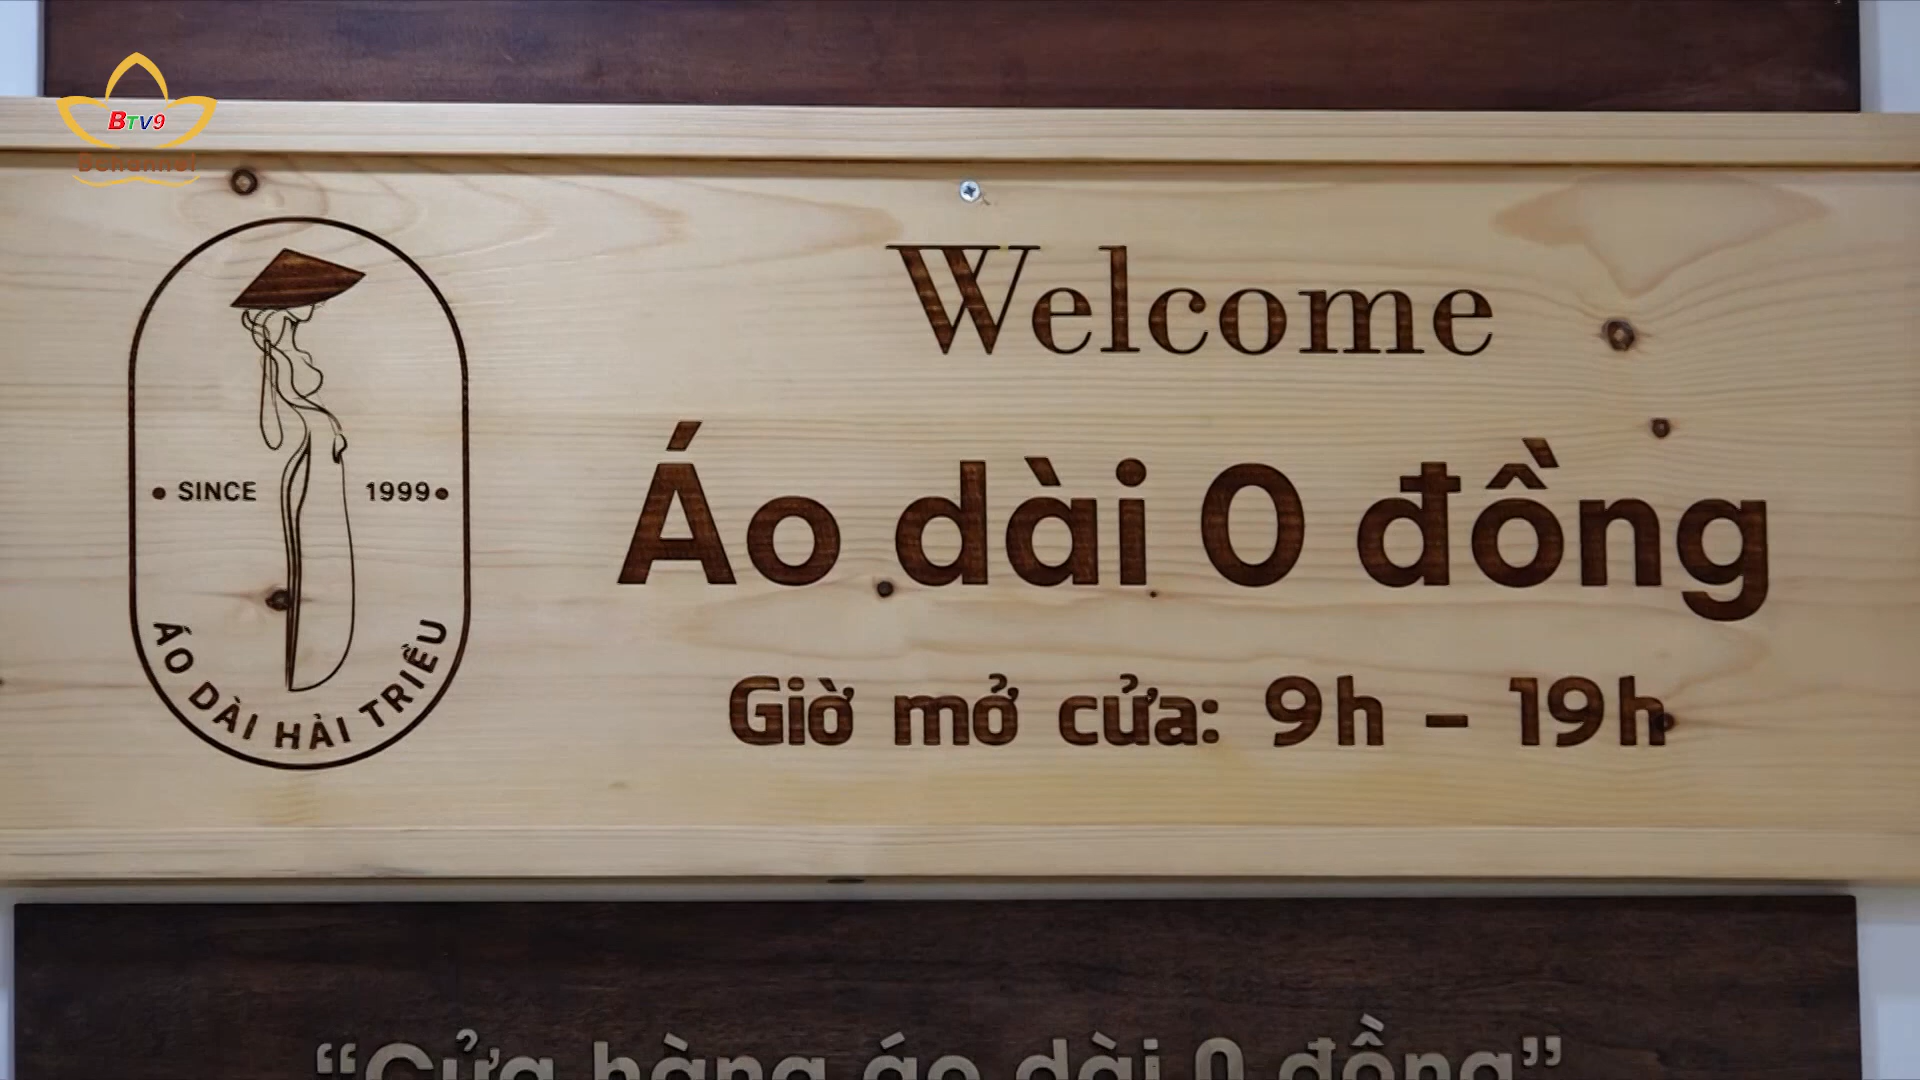 BTV9
Schannel
Welcome
Áo dài 0 đồng
SINCE 1999
Giờ mở cửa: 9h - 19h
ÁO DÀI HẢI TRIỀU
“Cửa hàng áo dài 0 đồng”